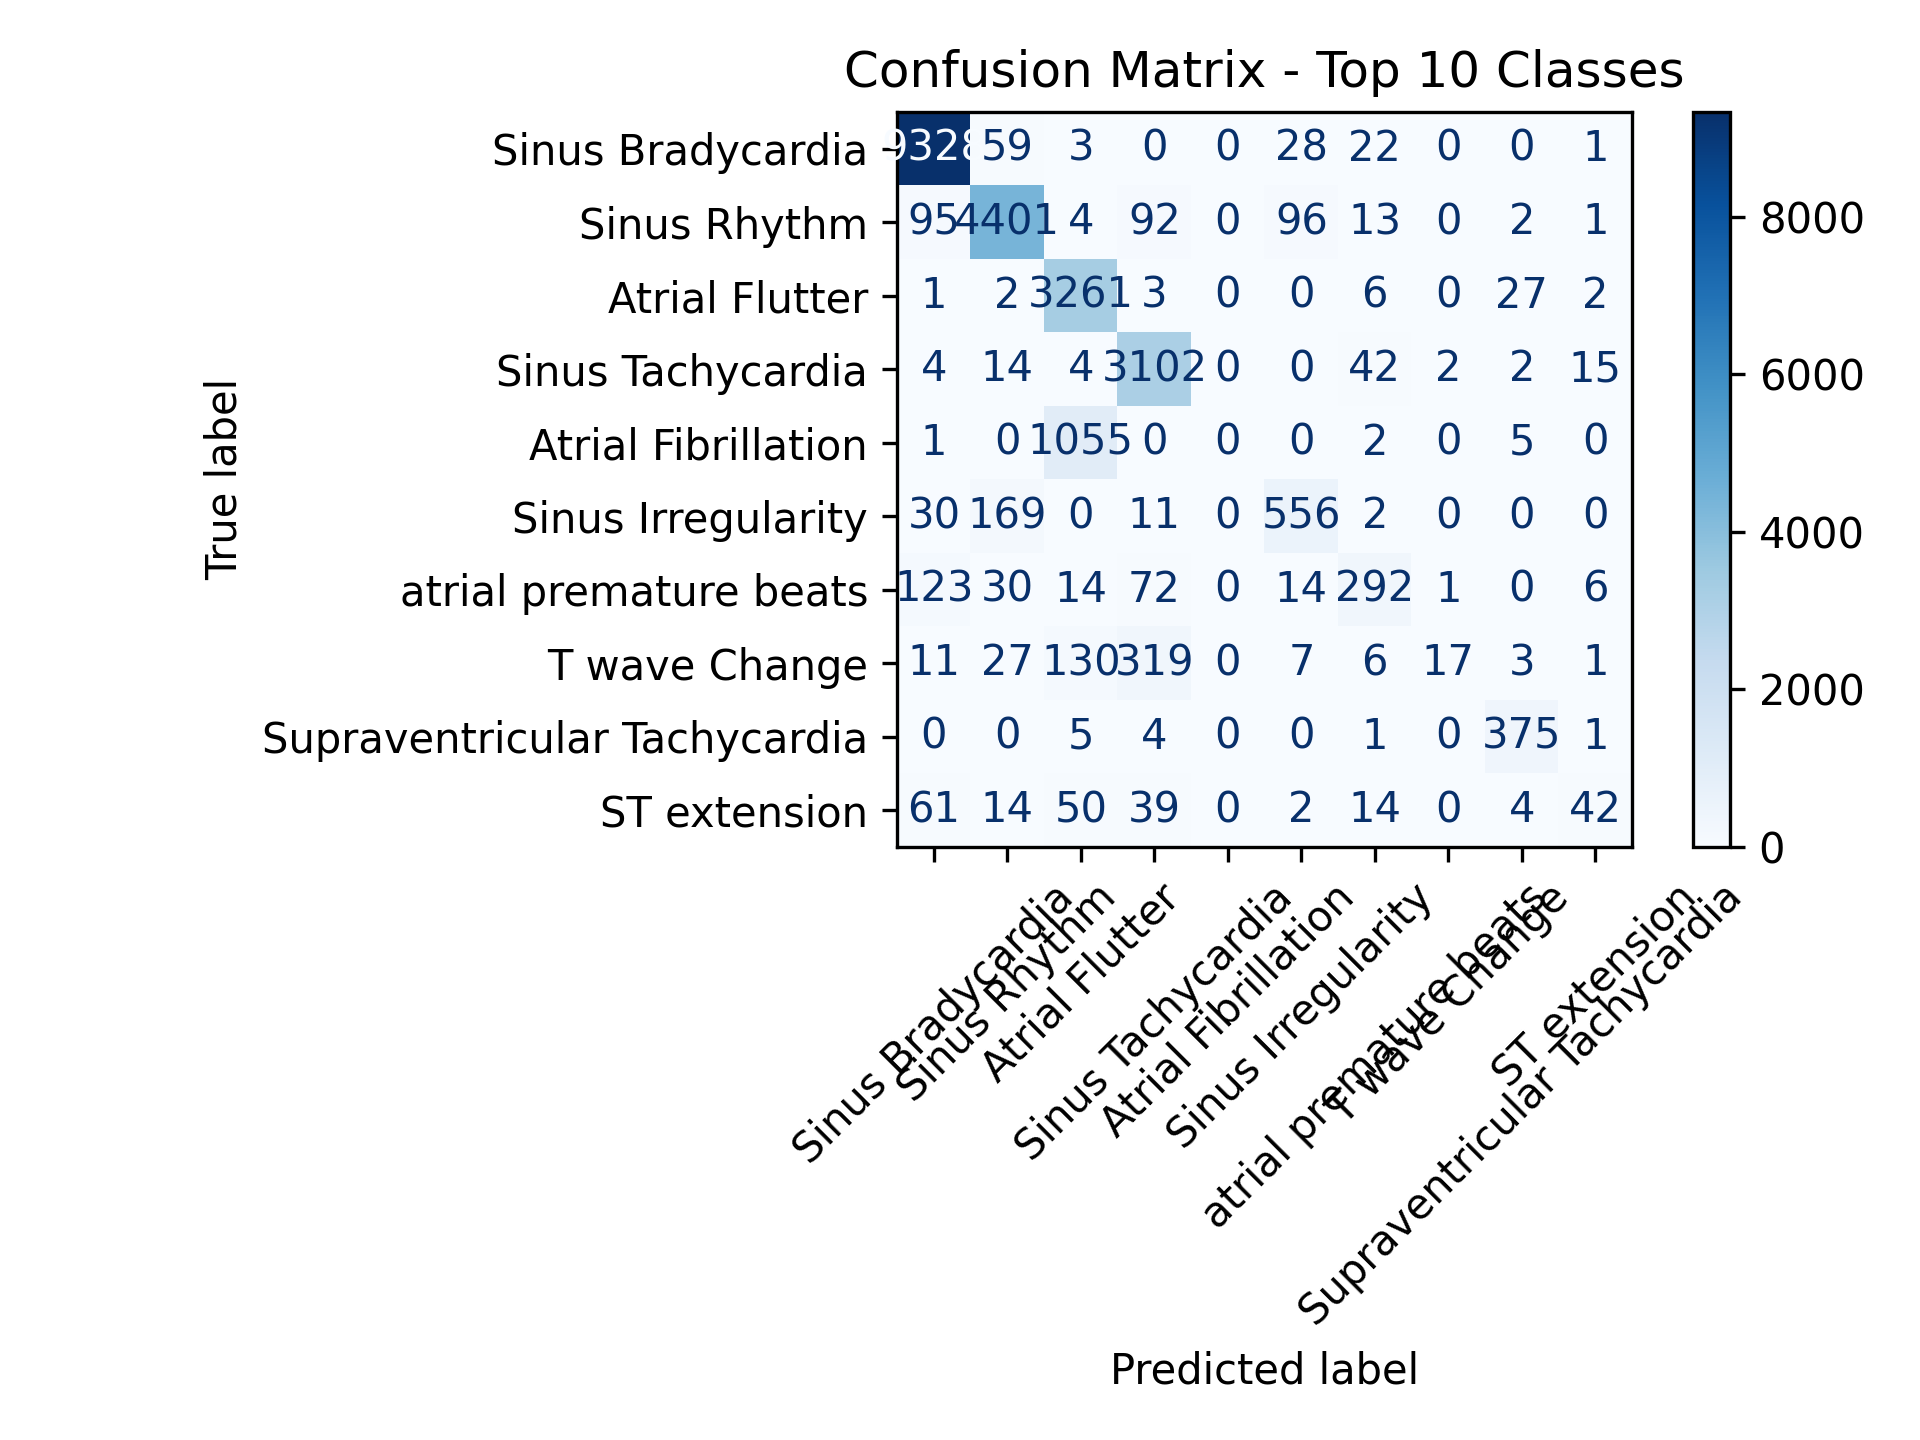 Confusion Matrix - Top 10 Classes
Sinus Bradycardia 9328 59 3 0 0 28 22 0 0 1
Sinus Rhythm 95 4401 4 92 0 96 13 0 2 1
Atrial Flutter 1 2 3261 3 0 0 6 0 27 2
Sinus Tachycardia 4 14 4 3102 0 0 42 2 2 15
Atrial Fibrillation 1 0 1055 0 0 0 2 0 5 0
Sinus Irregularity 30 169 0 11 0 556 2 0 0 0
atrial premature beats 123 30 14 72 0 14 292 1 0 6
T wave Change 11 27 130 319 0 7 6 17 3 1
Supraventricular Tachycardia 0 0 5 4 0 0 1 0 375 1
ST extension 61 14 50 39 0 2 14 0 4 42
True label
8000
6000
4000
2000
0
Sinus Bradycardia
Sinus Rhythm
Atrial Flutter
Sinus Tachycardia
Atrial Fibrillation
Sinus Irregularity
atrial premature beats
T wave Change
Supraventricular Tachycardia
ST extension
Predicted label